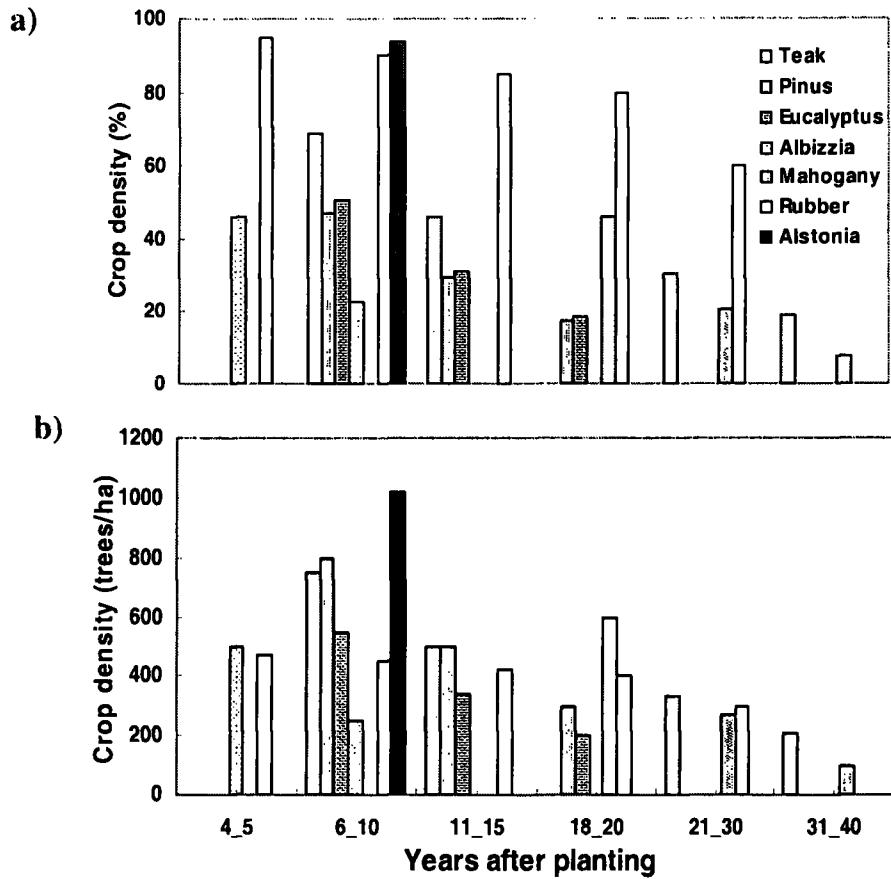 a)
Crop density (%)
100
80
60
40
20
0
Teak
Pinus
Eucalyptus
Albizzia
Mahogany
Rubber
Alstonia
b)
Crop density (trees/ha)
1200
1000
800
600
400
200
0
4_5 6_10 11_15 18_20 21_30 31_40
Years after planting